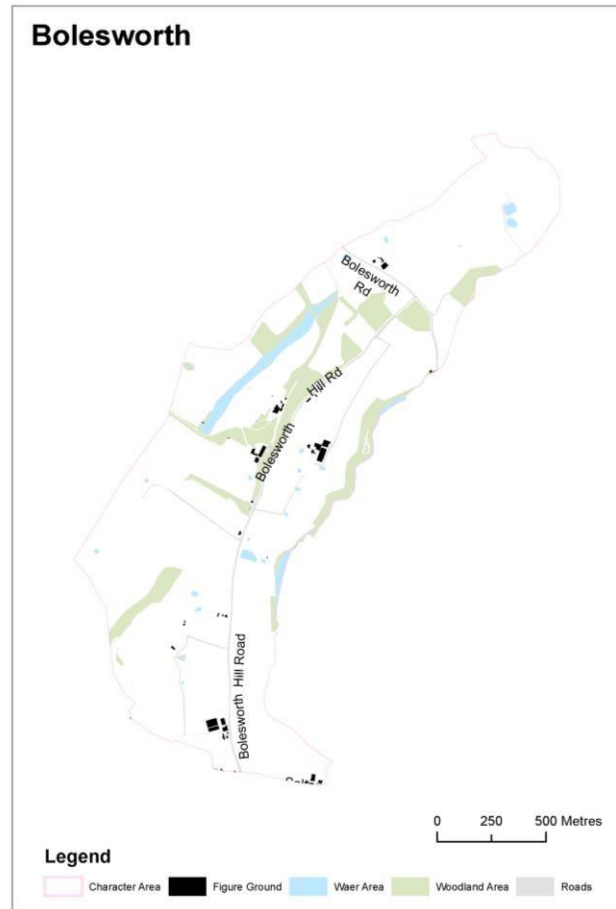 Bolesworth
Bolesworth
Rd
Hill Rd
Bolesworth
Bolesworth Hill Road
0 250 500 Metres
Legend
Character Area Figure Ground Waer Area Woodland Area Roads